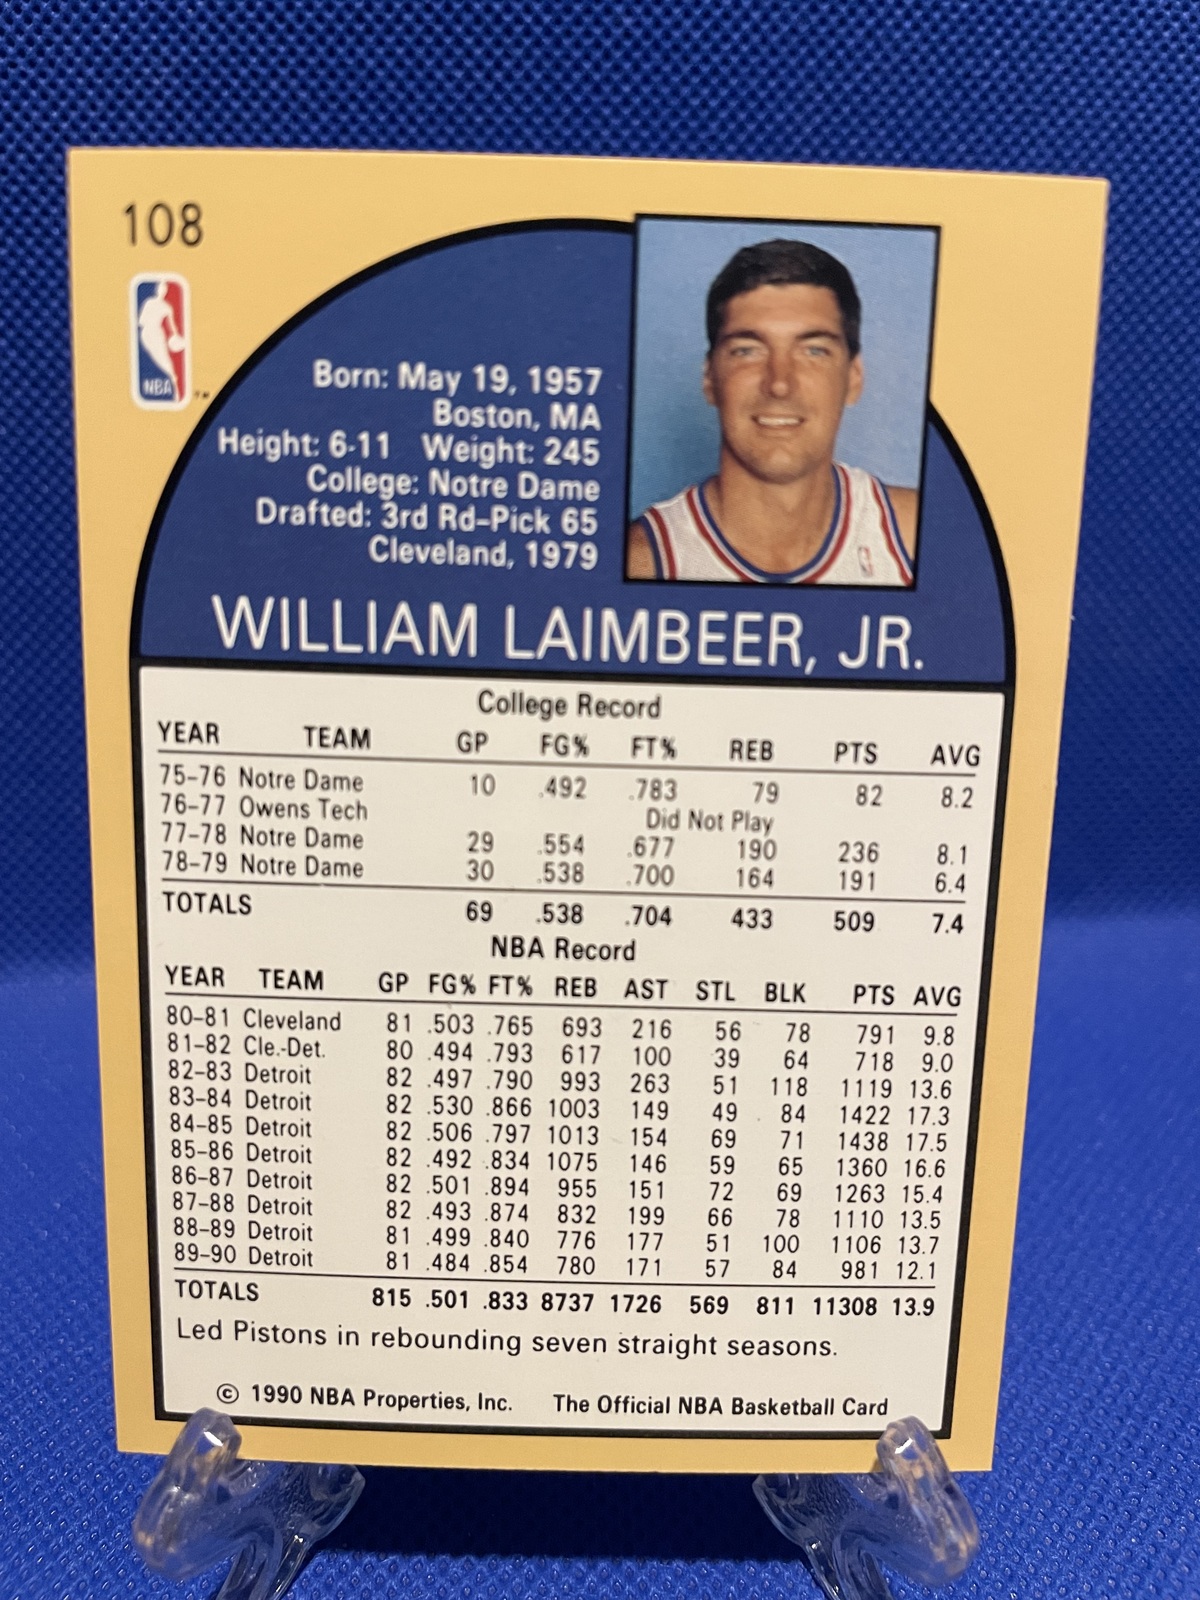 108
NBA
™
Born: May 19, 1957
Boston, MA
Height: 6-11 Weight: 245
College: Notre Dame
Drafted: 3rd Rd-Pick 65
Cleveland, 1979
WILLIAM LAIMBEER, JR.
College Record
YEAR TEAM GP FG% FT% REB PTS AVG
75-76 Notre Dame 10 .492 .783 79 82 8.2
76-77 Owens Tech Did Not Play
77-78 Notre Dame 29 .554 .677 190 236 8.1
78-79 Notre Dame 30 .538 .700 164 191 6.4
TOTALS 69 .538 .704 433 509 7.4
NBA Record
YEAR TEAM GP FG% FT% REB AST STL BLK PTS AVG
80-81 Cleveland 81 .503 .765 693 216 56 78 791 9.8
81-82 Cle.-Det. 80 .494 .793 617 100 39 64 718 9.0
82-83 Detroit 82 .497 .790 993 263 51 118 1119 13.6
83-84 Detroit 82 .530 .866 1003 149 49 84 1422 17.3
84-85 Detroit 82 .506 .797 1013 154 69 71 1438 17.5
85-86 Detroit 82 .492 .834 1075 146 59 65 1360 16.6
86-87 Detroit 82 .501 .894 955 151 72 69 1263 15.4
87-88 Detroit 82 .493 .874 832 199 66 78 1110 13.5
88-89 Detroit 81 .499 .840 776 177 51 100 1106 13.7
89-90 Detroit 81 .484 .854 780 171 57 84 981 12.1
TOTALS 815 .501 .833 8737 1726 569 811 11308 13.9
Led Pistons in rebounding seven straight seasons.
© 1990 NBA Properties, Inc. The Official NBA Basketball Card